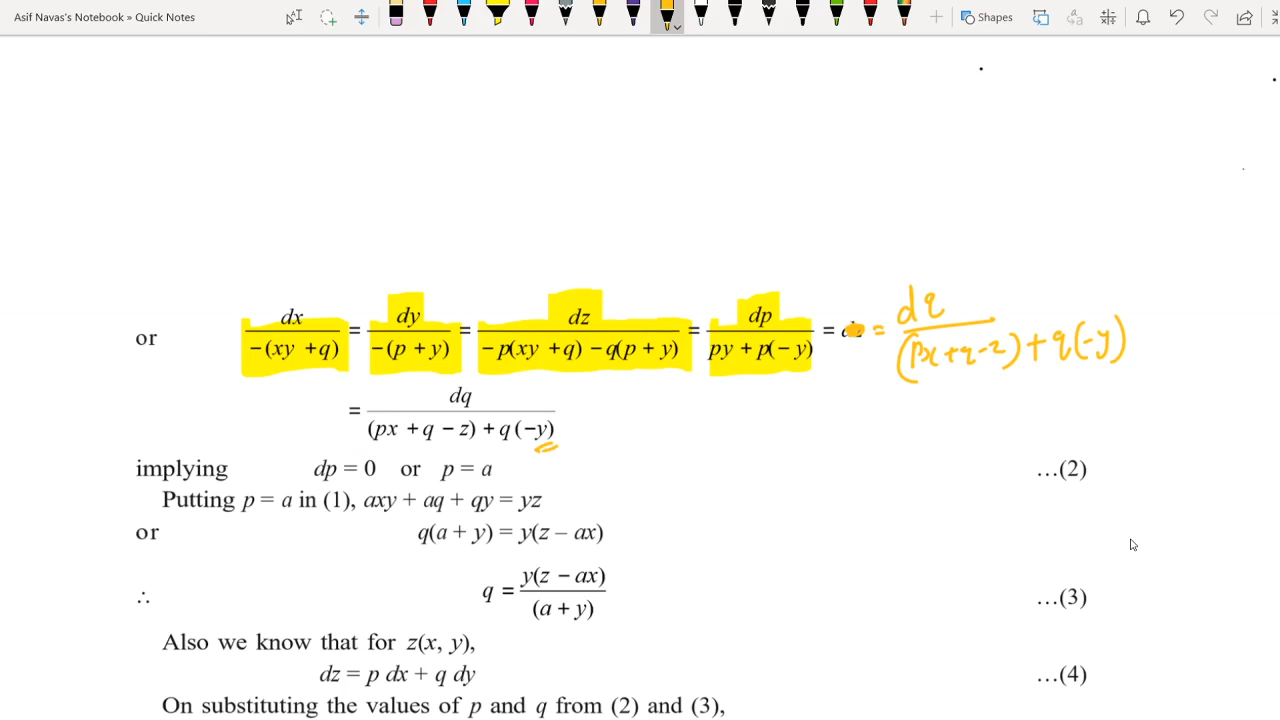 Asif Navas's Notebook » Quick Notes
Shapes
or dx/−(xy + q) = dy/−(p + y) = dz/−p(xy + q) − q(p + y) = dp/py + p(− y) = = dq/(px + q − z) + q(−y)
= dq/(px + q − z) + q(−y)
implying dp = 0 or p = a …(2)
Putting p = a in (1), axy + aq + qy = yz
or q(a + y) = y(z − ax)
∴ q = y(z − ax)/(a + y) …(3)
Also we know that for z(x, y),
dz = p dx + q dy …(4)
On substituting the values of p and q from (2) and (3),